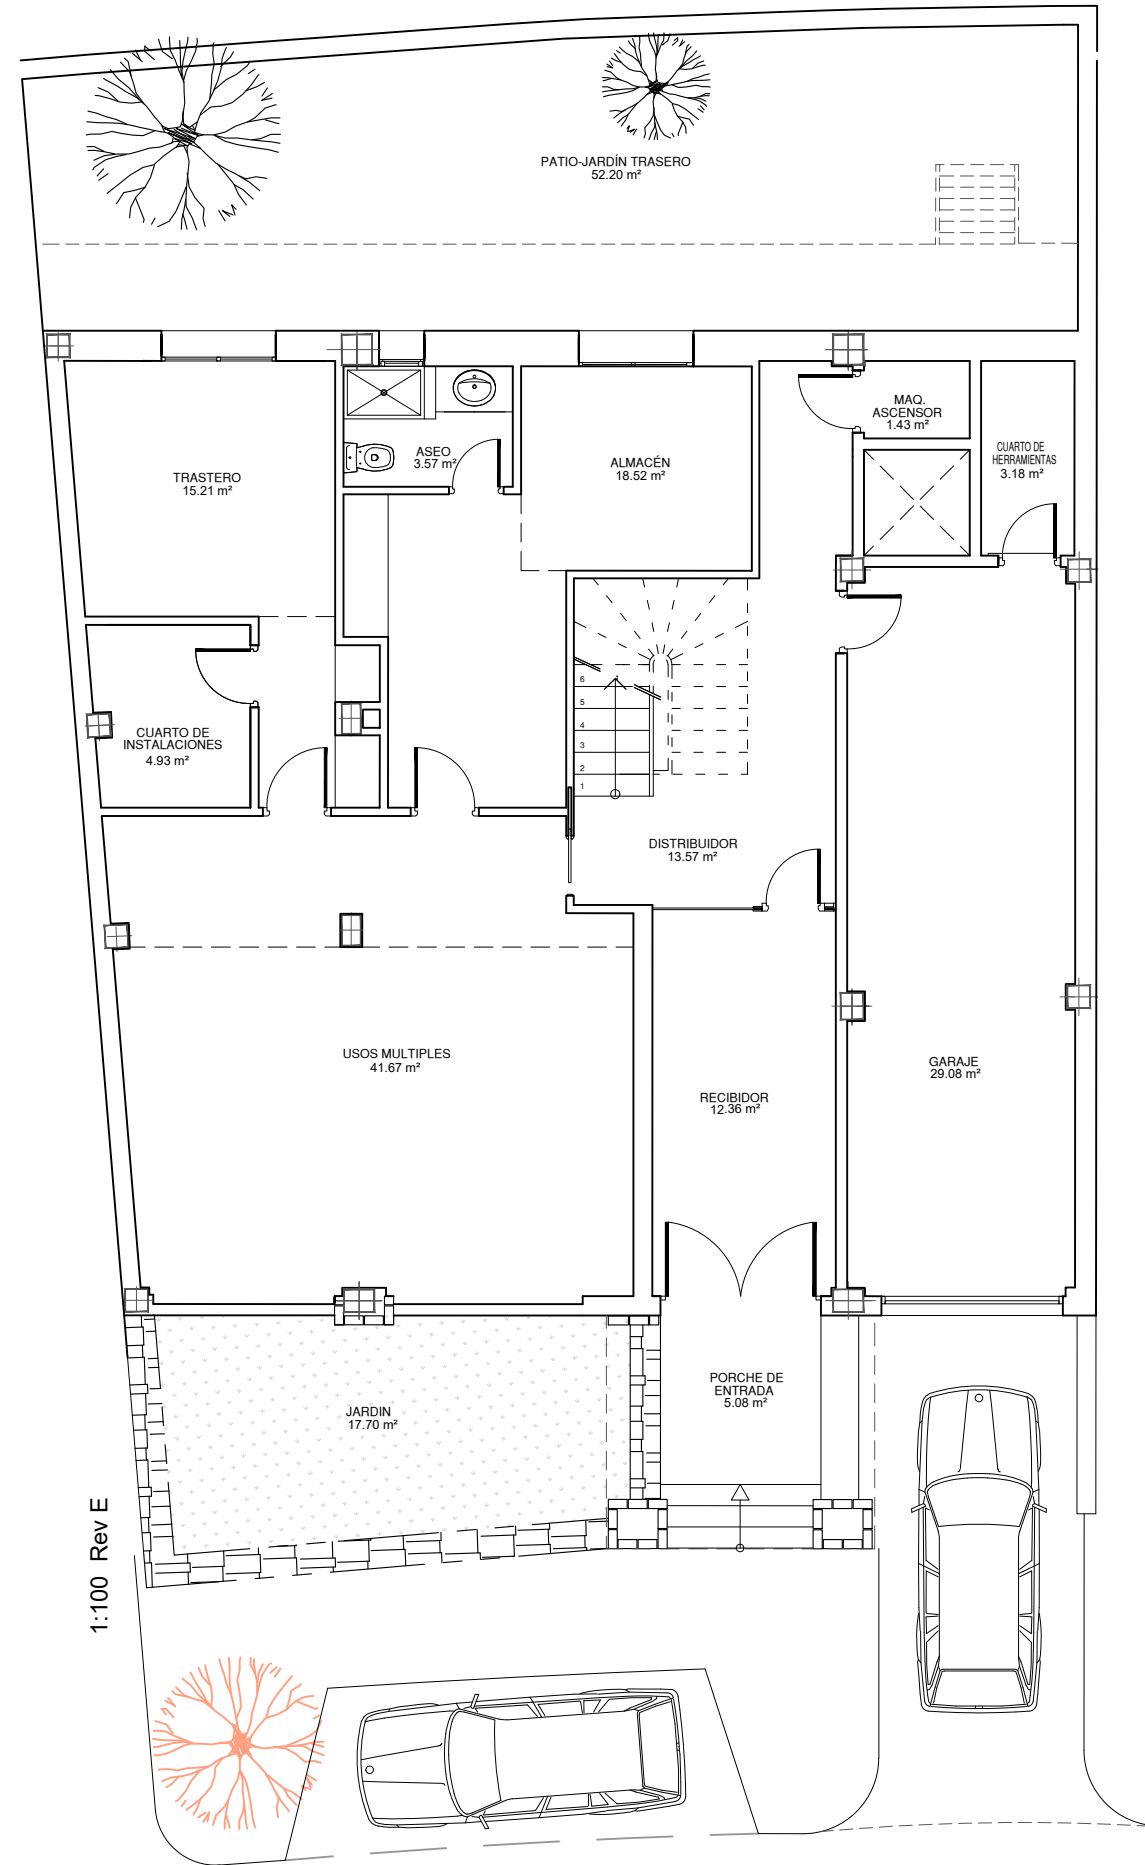 PATIO-JARDÍN TRASERO
52.20 m²
MAQ.
ASCENSOR
1.43 m²
CUARTO DE
HERRAMIENTAS
3.18 m²
ASEO
3.57 m²
ALMACÉN
18.52 m²
TRASTERO
15.21 m²
6
5
4
3
2
1
CUARTO DE
INSTALACIONES
4.93 m²
DISTRIBUIDOR
13.57 m²
USOS MULTIPLES
41.67 m²
GARAJE
29.08 m²
RECIBIDOR
12.36 m²
PORCHE DE
ENTRADA
5.08 m²
JARDIN
17.70 m²
1:100 Rev E